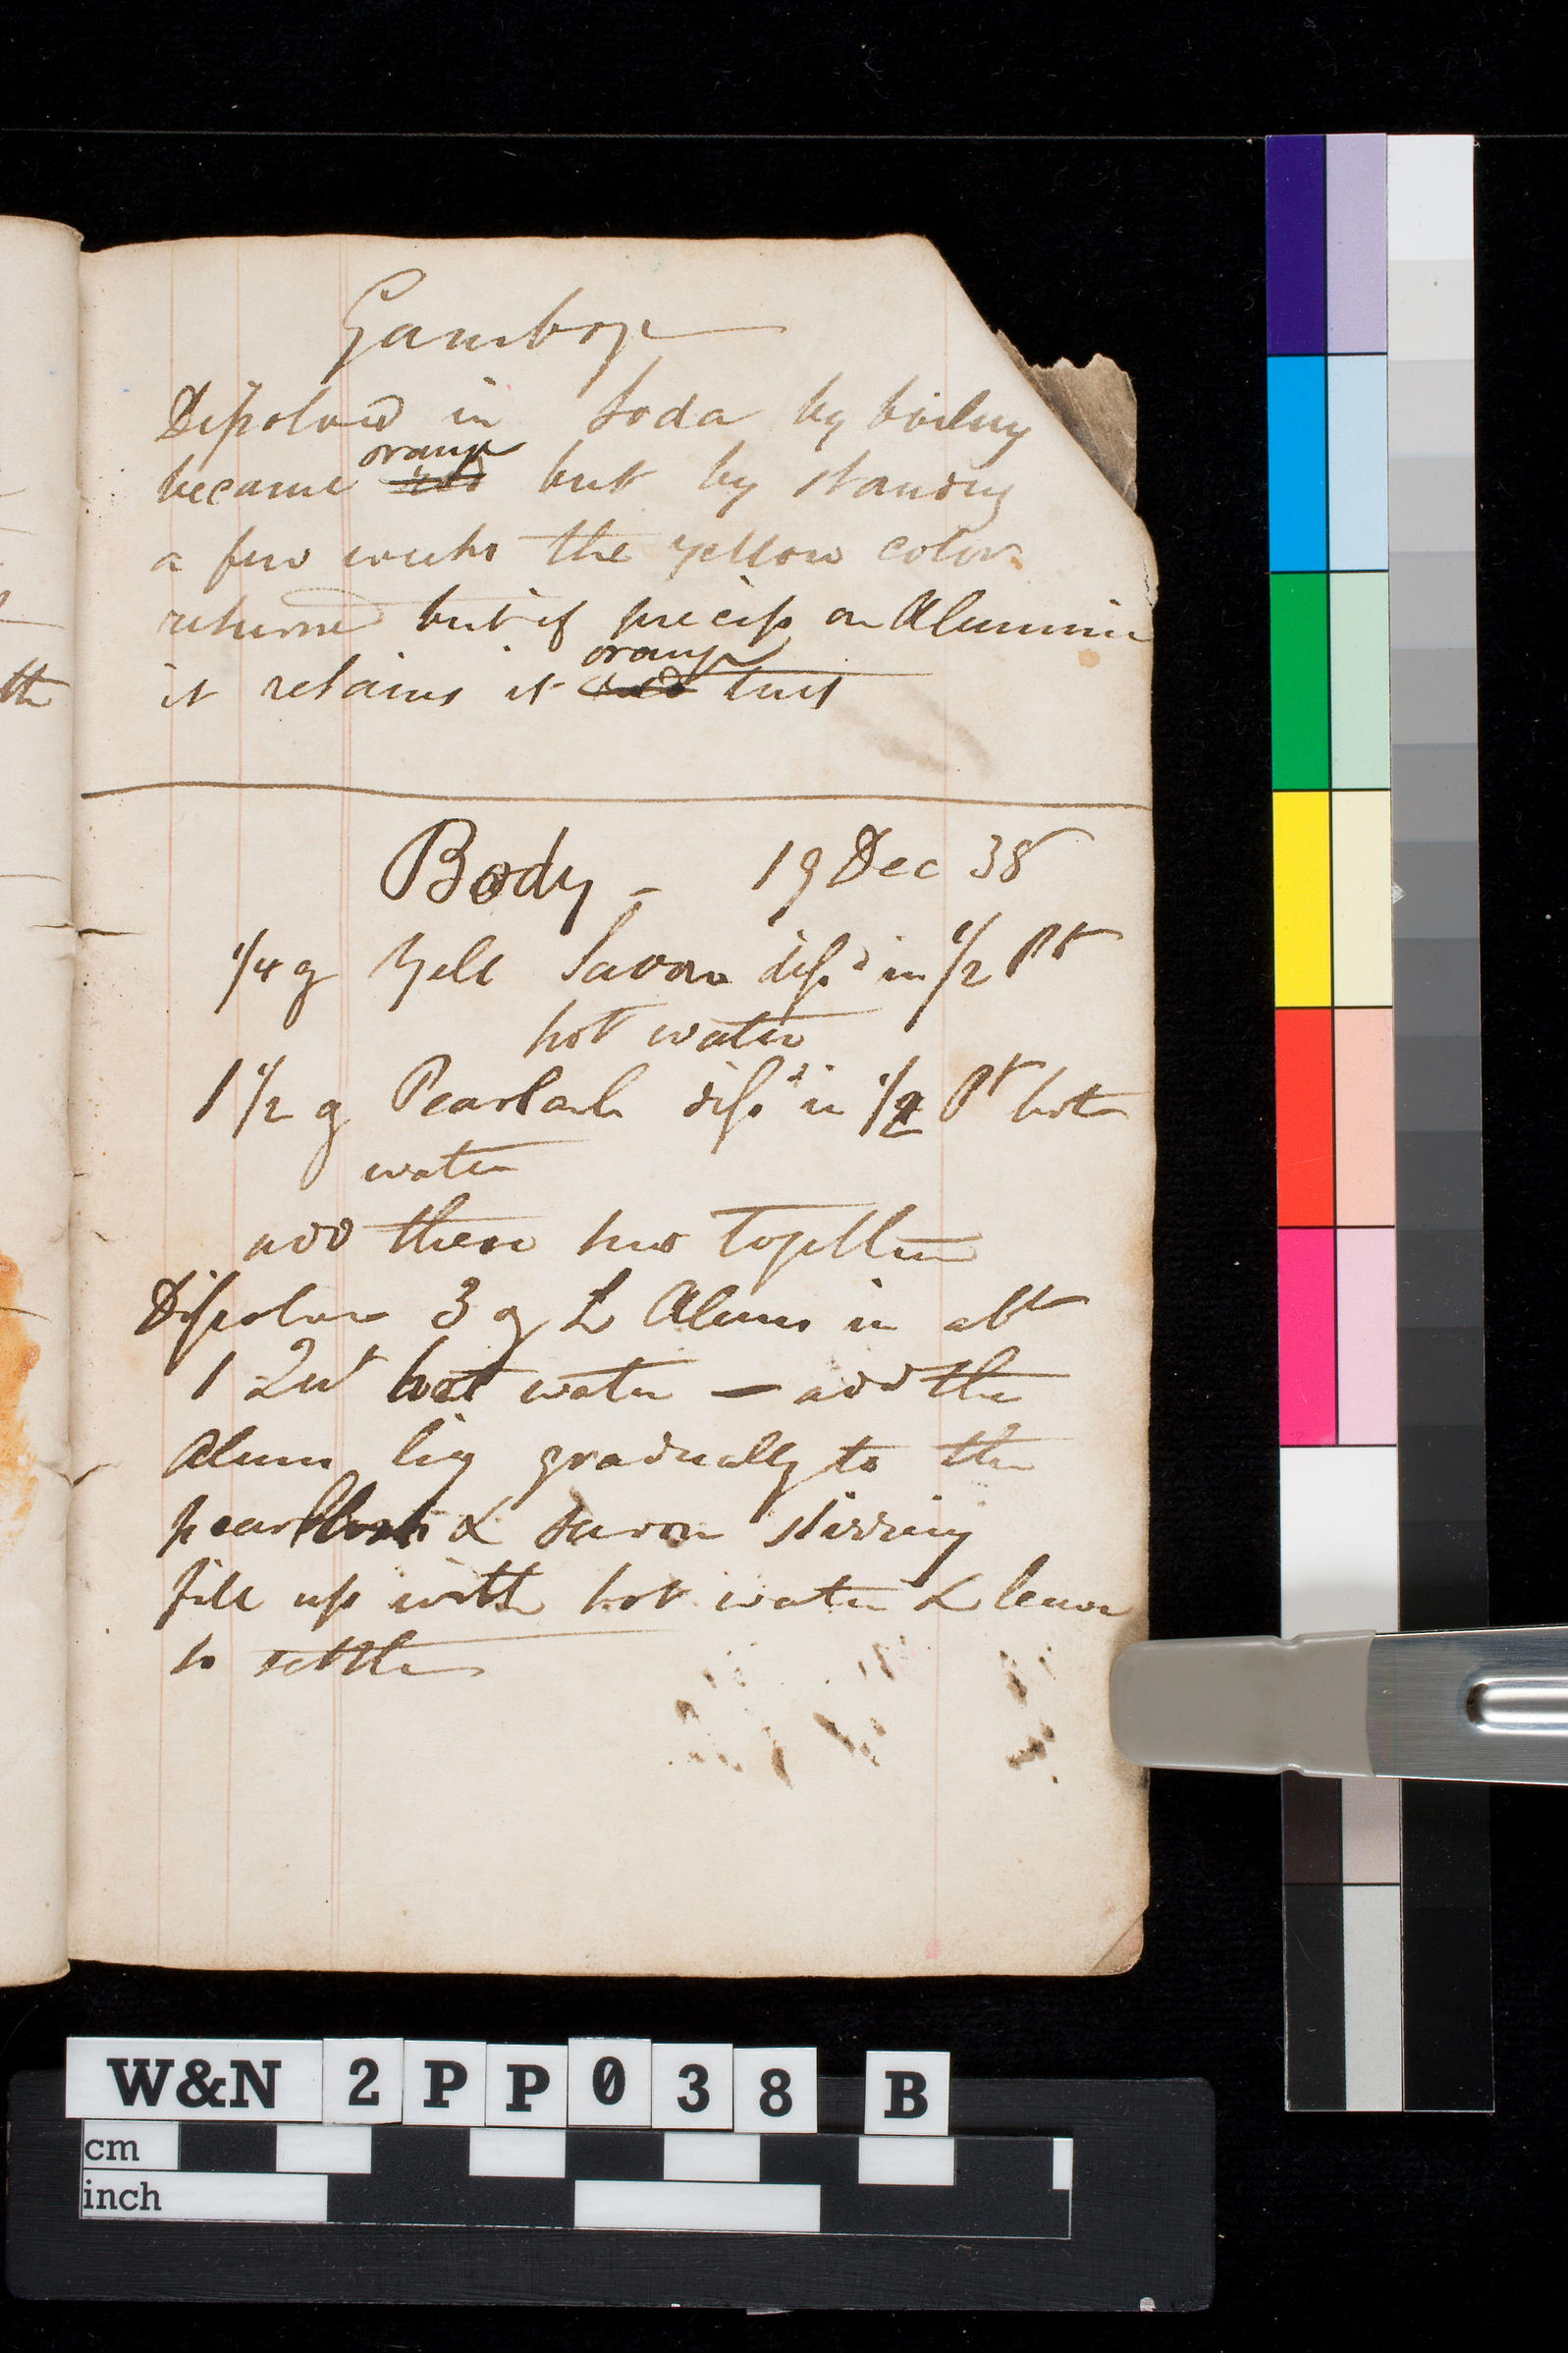 Gamboge
Dissolved in Soda by boiling
became orange red but by standing
a few weeks the yellow color
returned but if precip on Alumina
it retains it orange red tint
th
Body - 19 Dec 38
1/4 g Yell Savon diss'd in 1/2 Pt
hot water
1 1/2 g Pearlash diss'd in 1/2 Pt hot
water
add these two together
Dissolve 3 g L Alum in abt
1 Qut hot water — add the
Alum liq gradually to the
pearlash & savon stirring
fill up with hot water & leave
to settle
W&N 2PP038 B
cm
inch